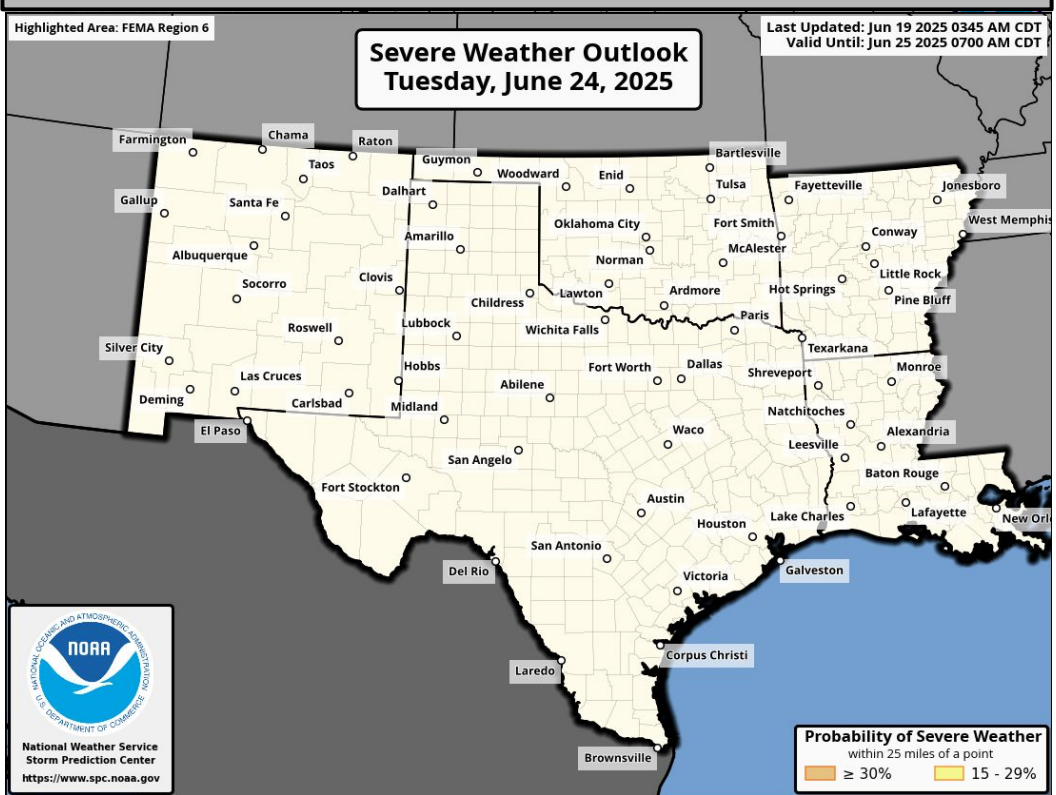 Highlighted Area: FEMA Region 6
Severe Weather Outlook
Tuesday, June 24, 2025
Last Updated: Jun 19 2025 0345 AM CDT
Valid Until: Jun 25 2025 0700 AM CDT
Farmington
Chama
Raton
Taos
Guymon
Woodward
Enid
Bartlesville
Tulsa
Fayetteville
Jonesboro
Gallup
Santa Fe
Dalhart
Oklahoma City
Fort Smith
West Memphis
Albuquerque
Amarillo
Norman
McAlester
Conway
Little Rock
Socorro
Clovis
Childress
Lawton
Ardmore
Hot Springs
Pine Bluff
Roswell
Lubbock
Wichita Falls
Paris
Texarkana
Silver City
Hobbs
Fort Worth
Dallas
Shreveport
Monroe
Las Cruces
Abilene
Deming
Carlsbad
Midland
Natchitoches
El Paso
Waco
Leesville
Alexandria
San Angelo
Baton Rouge
Fort Stockton
Austin
Lake Charles
Lafayette
New Orl
Houston
San Antonio
Del Rio
Galveston
Victoria
Laredo
Corpus Christi
Brownsville
NATIONAL OCEANIC AND ATMOSPHERIC ADMINISTRATION
NOAA
U.S. DEPARTMENT OF COMMERCE
National Weather Service
Storm Prediction Center
https://www.spc.noaa.gov
Probability of Severe Weather
within 25 miles of a point
≥ 30%
15 - 29%